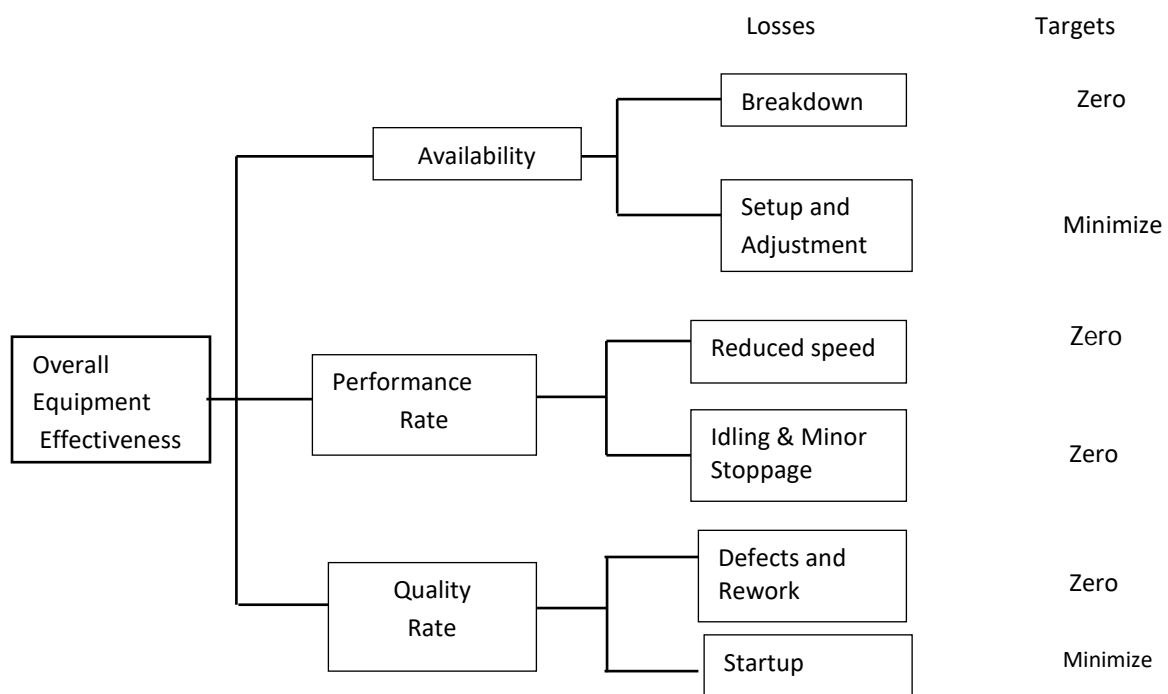 Losses
Targets
Breakdown
Zero
Availability
Setup and
Adjustment
Minimize
Reduced speed
Zero
Overall
Equipment
Effectiveness
Performance
Rate
Idling & Minor
Stoppage
Zero
Defects and
Rework
Zero
Quality
Rate
Startup
Minimize